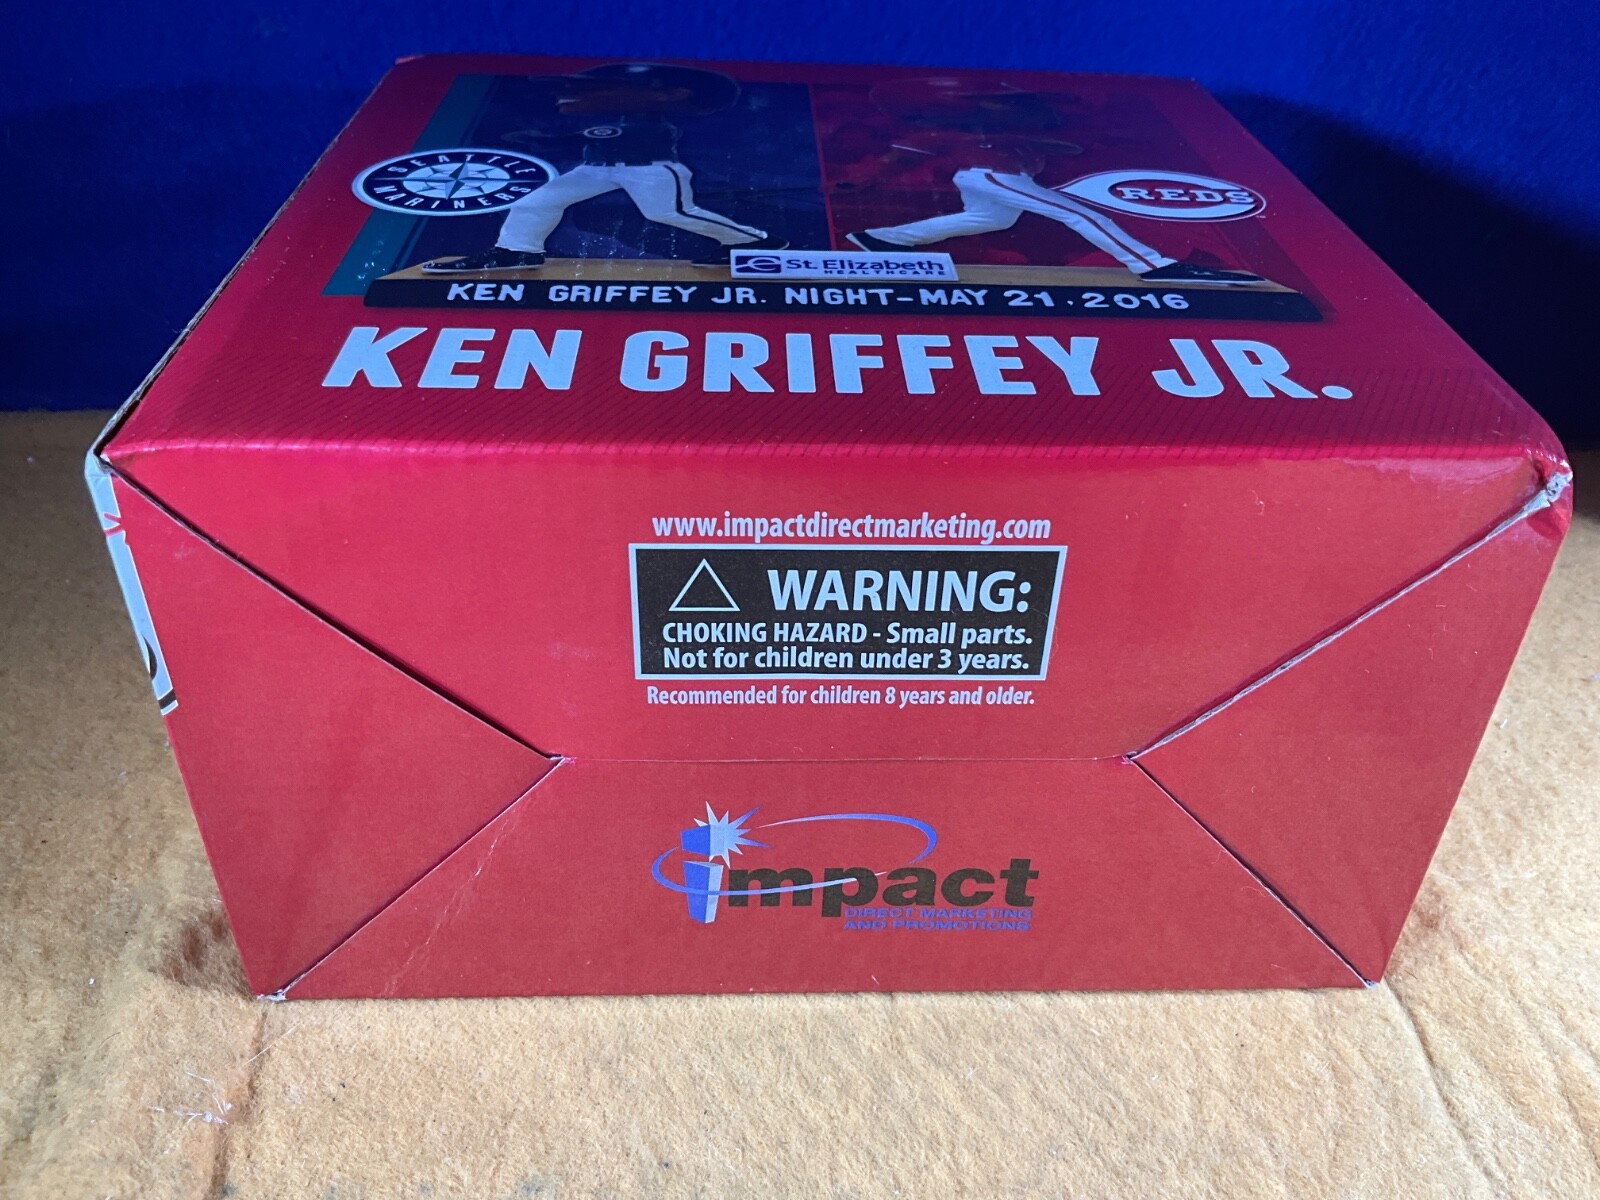 SEATTLE
MARINERS
REDS
St. Elizabeth
HEALTHCARE
KEN GRIFFEY JR. NIGHT-MAY 21, 2016
KEN GRIFFEY JR.
www.impactdirectmarketing.com
WARNING:
CHOKING HAZARD - Small parts.
Not for children under 3 years.
Recommended for children 8 years and older.
impact
DIRECT MARKETING
AND PROMOTIONS